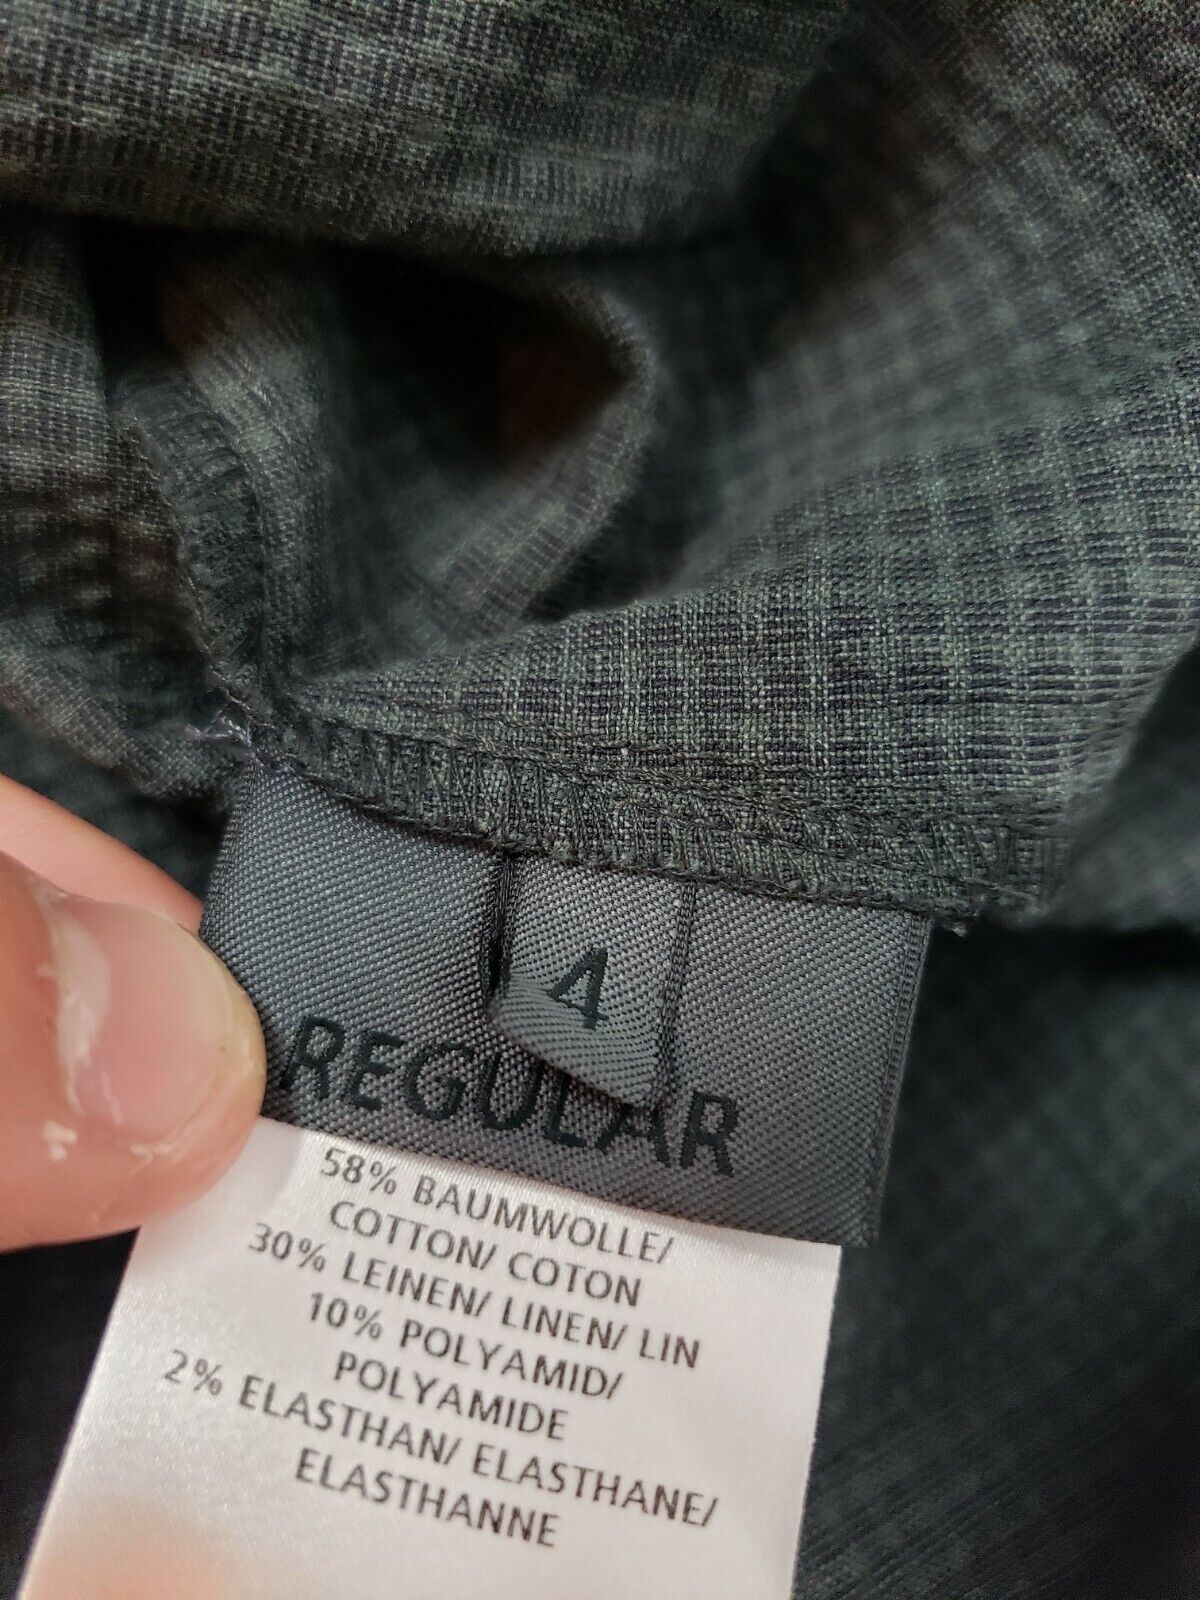 4
REGULAR
58% BAUMWOLLE/
COTTON/ COTON
30% LEINEN/ LINEN/ LIN
10% POLYAMID/
POLYAMIDE
2% ELASTHAN/ ELASTHANE/
ELASTHANNE